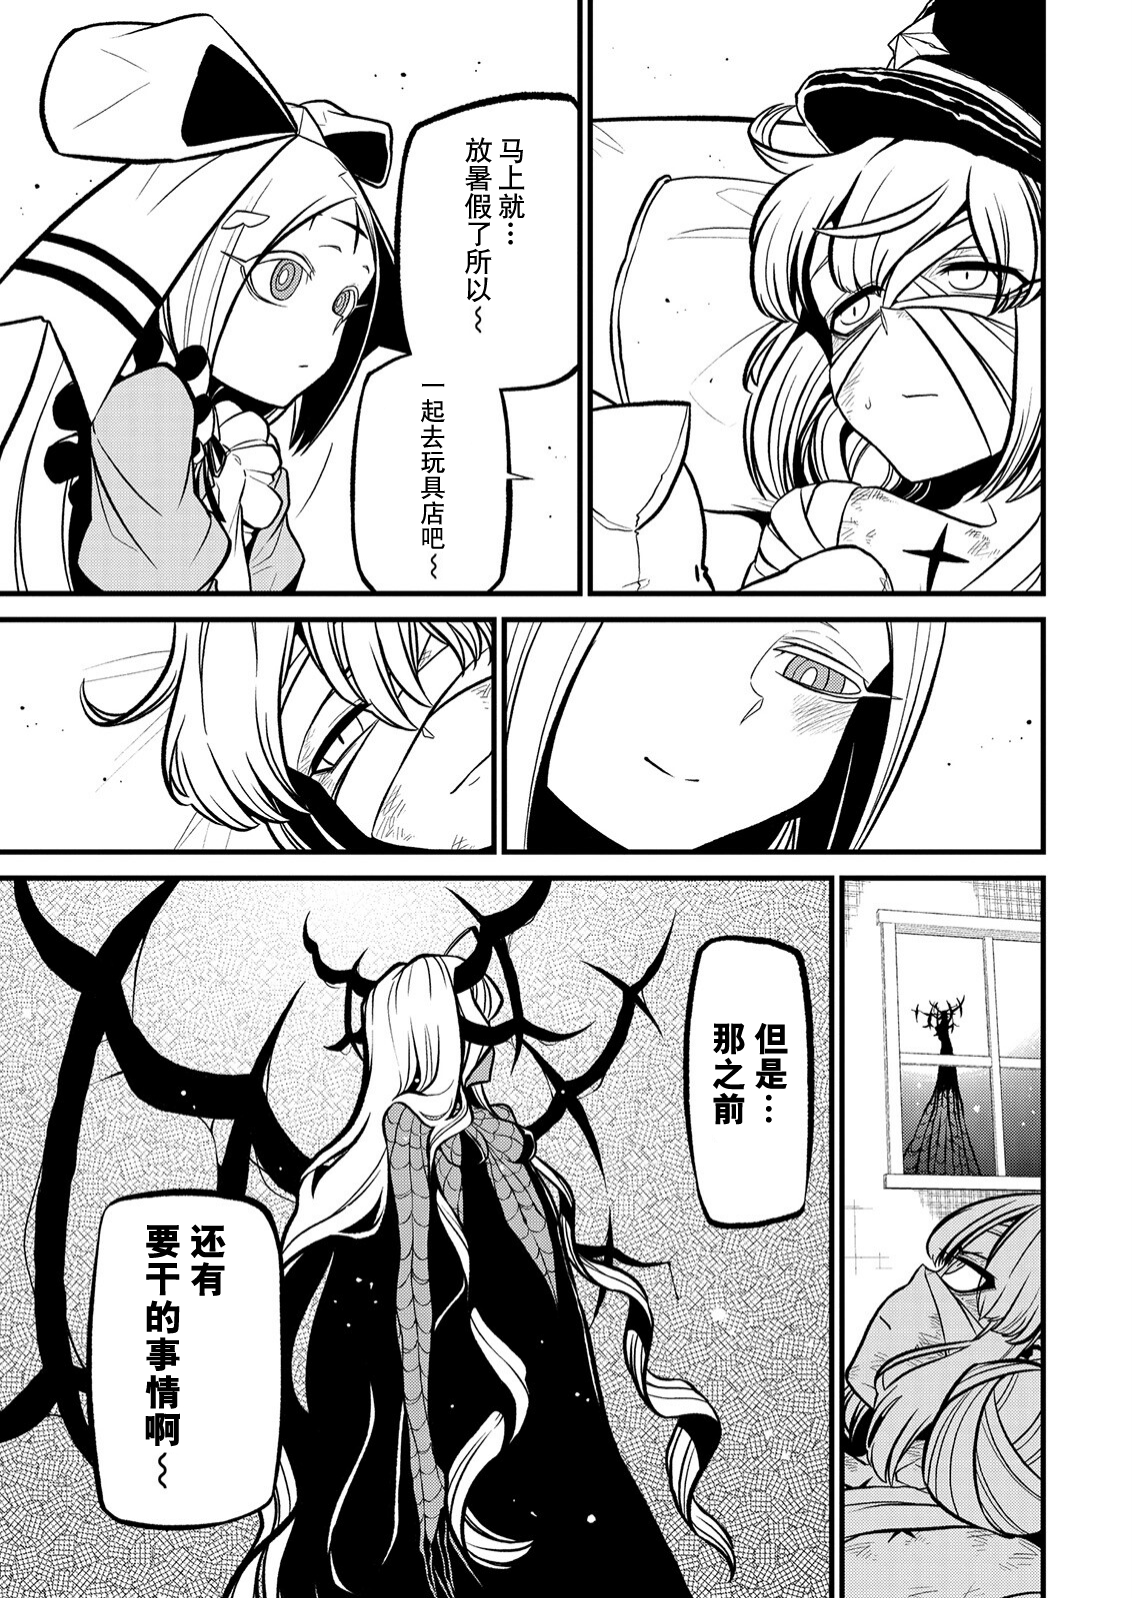 马上就…
放暑假了所以～
一起去玩具店吧～
但是…
那之前
还有
要干的事情啊～